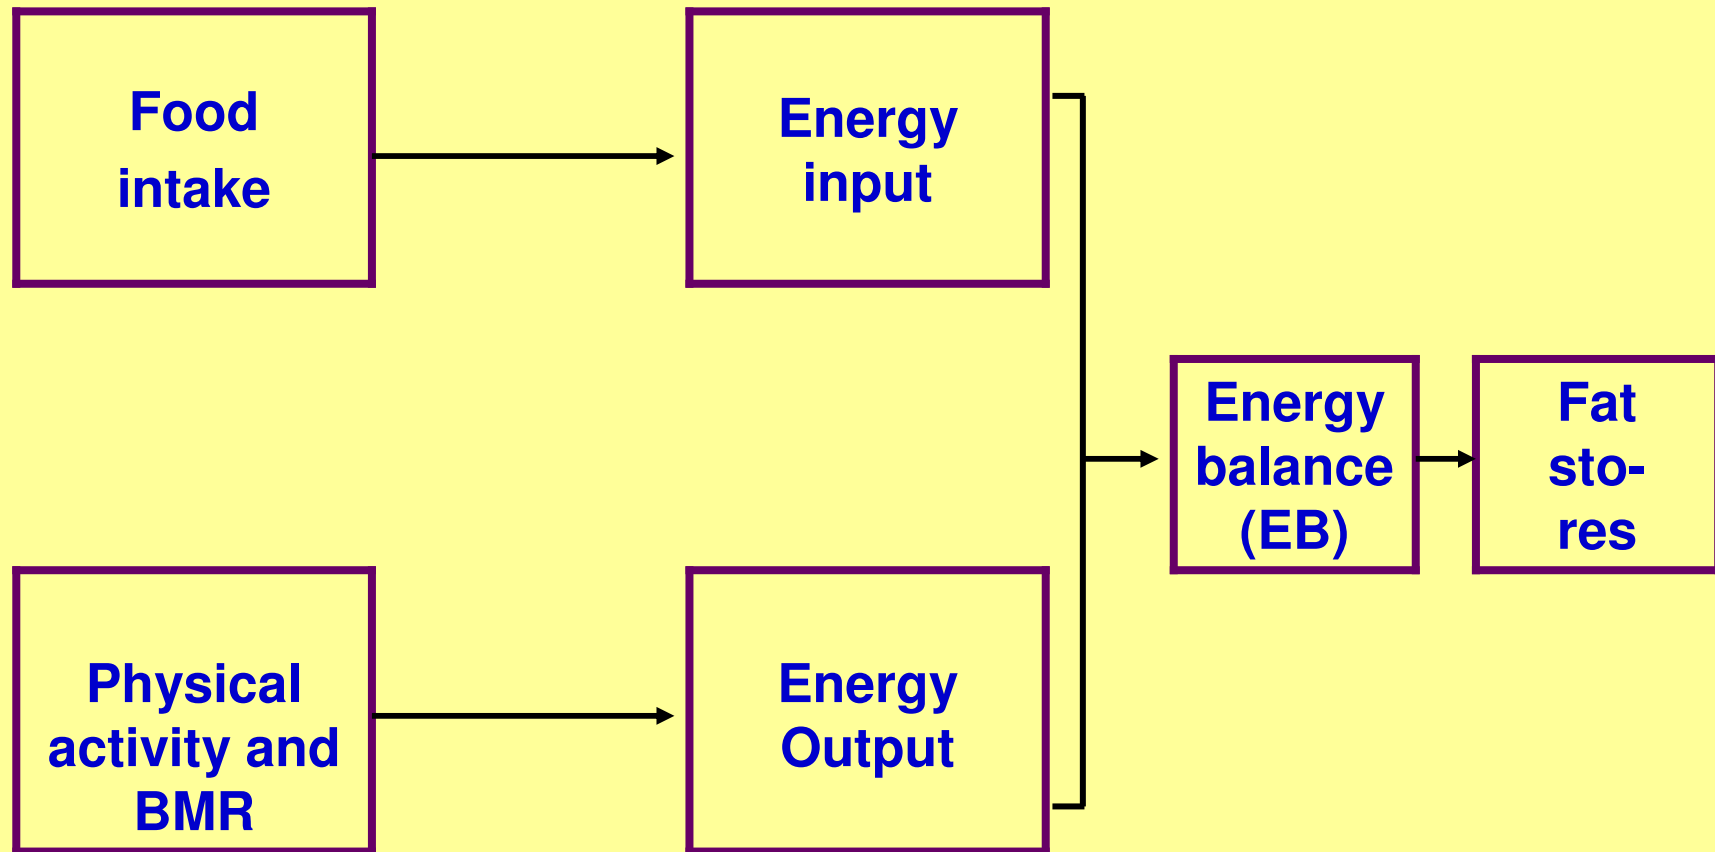 Food
intake
Energy
input
Energy
balance
(EB)
Fat
sto-
res
Physical
activity and
BMR
Energy
Output